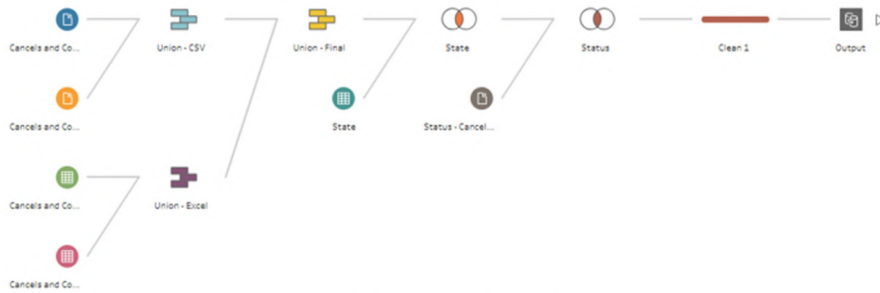 Cancels and Co... Union - CSV Union - Final State Status Clean 1 Output
Cancels and Co... State Status - Cancel...
Cancels and Co... Union - Excel
Cancels and Co...